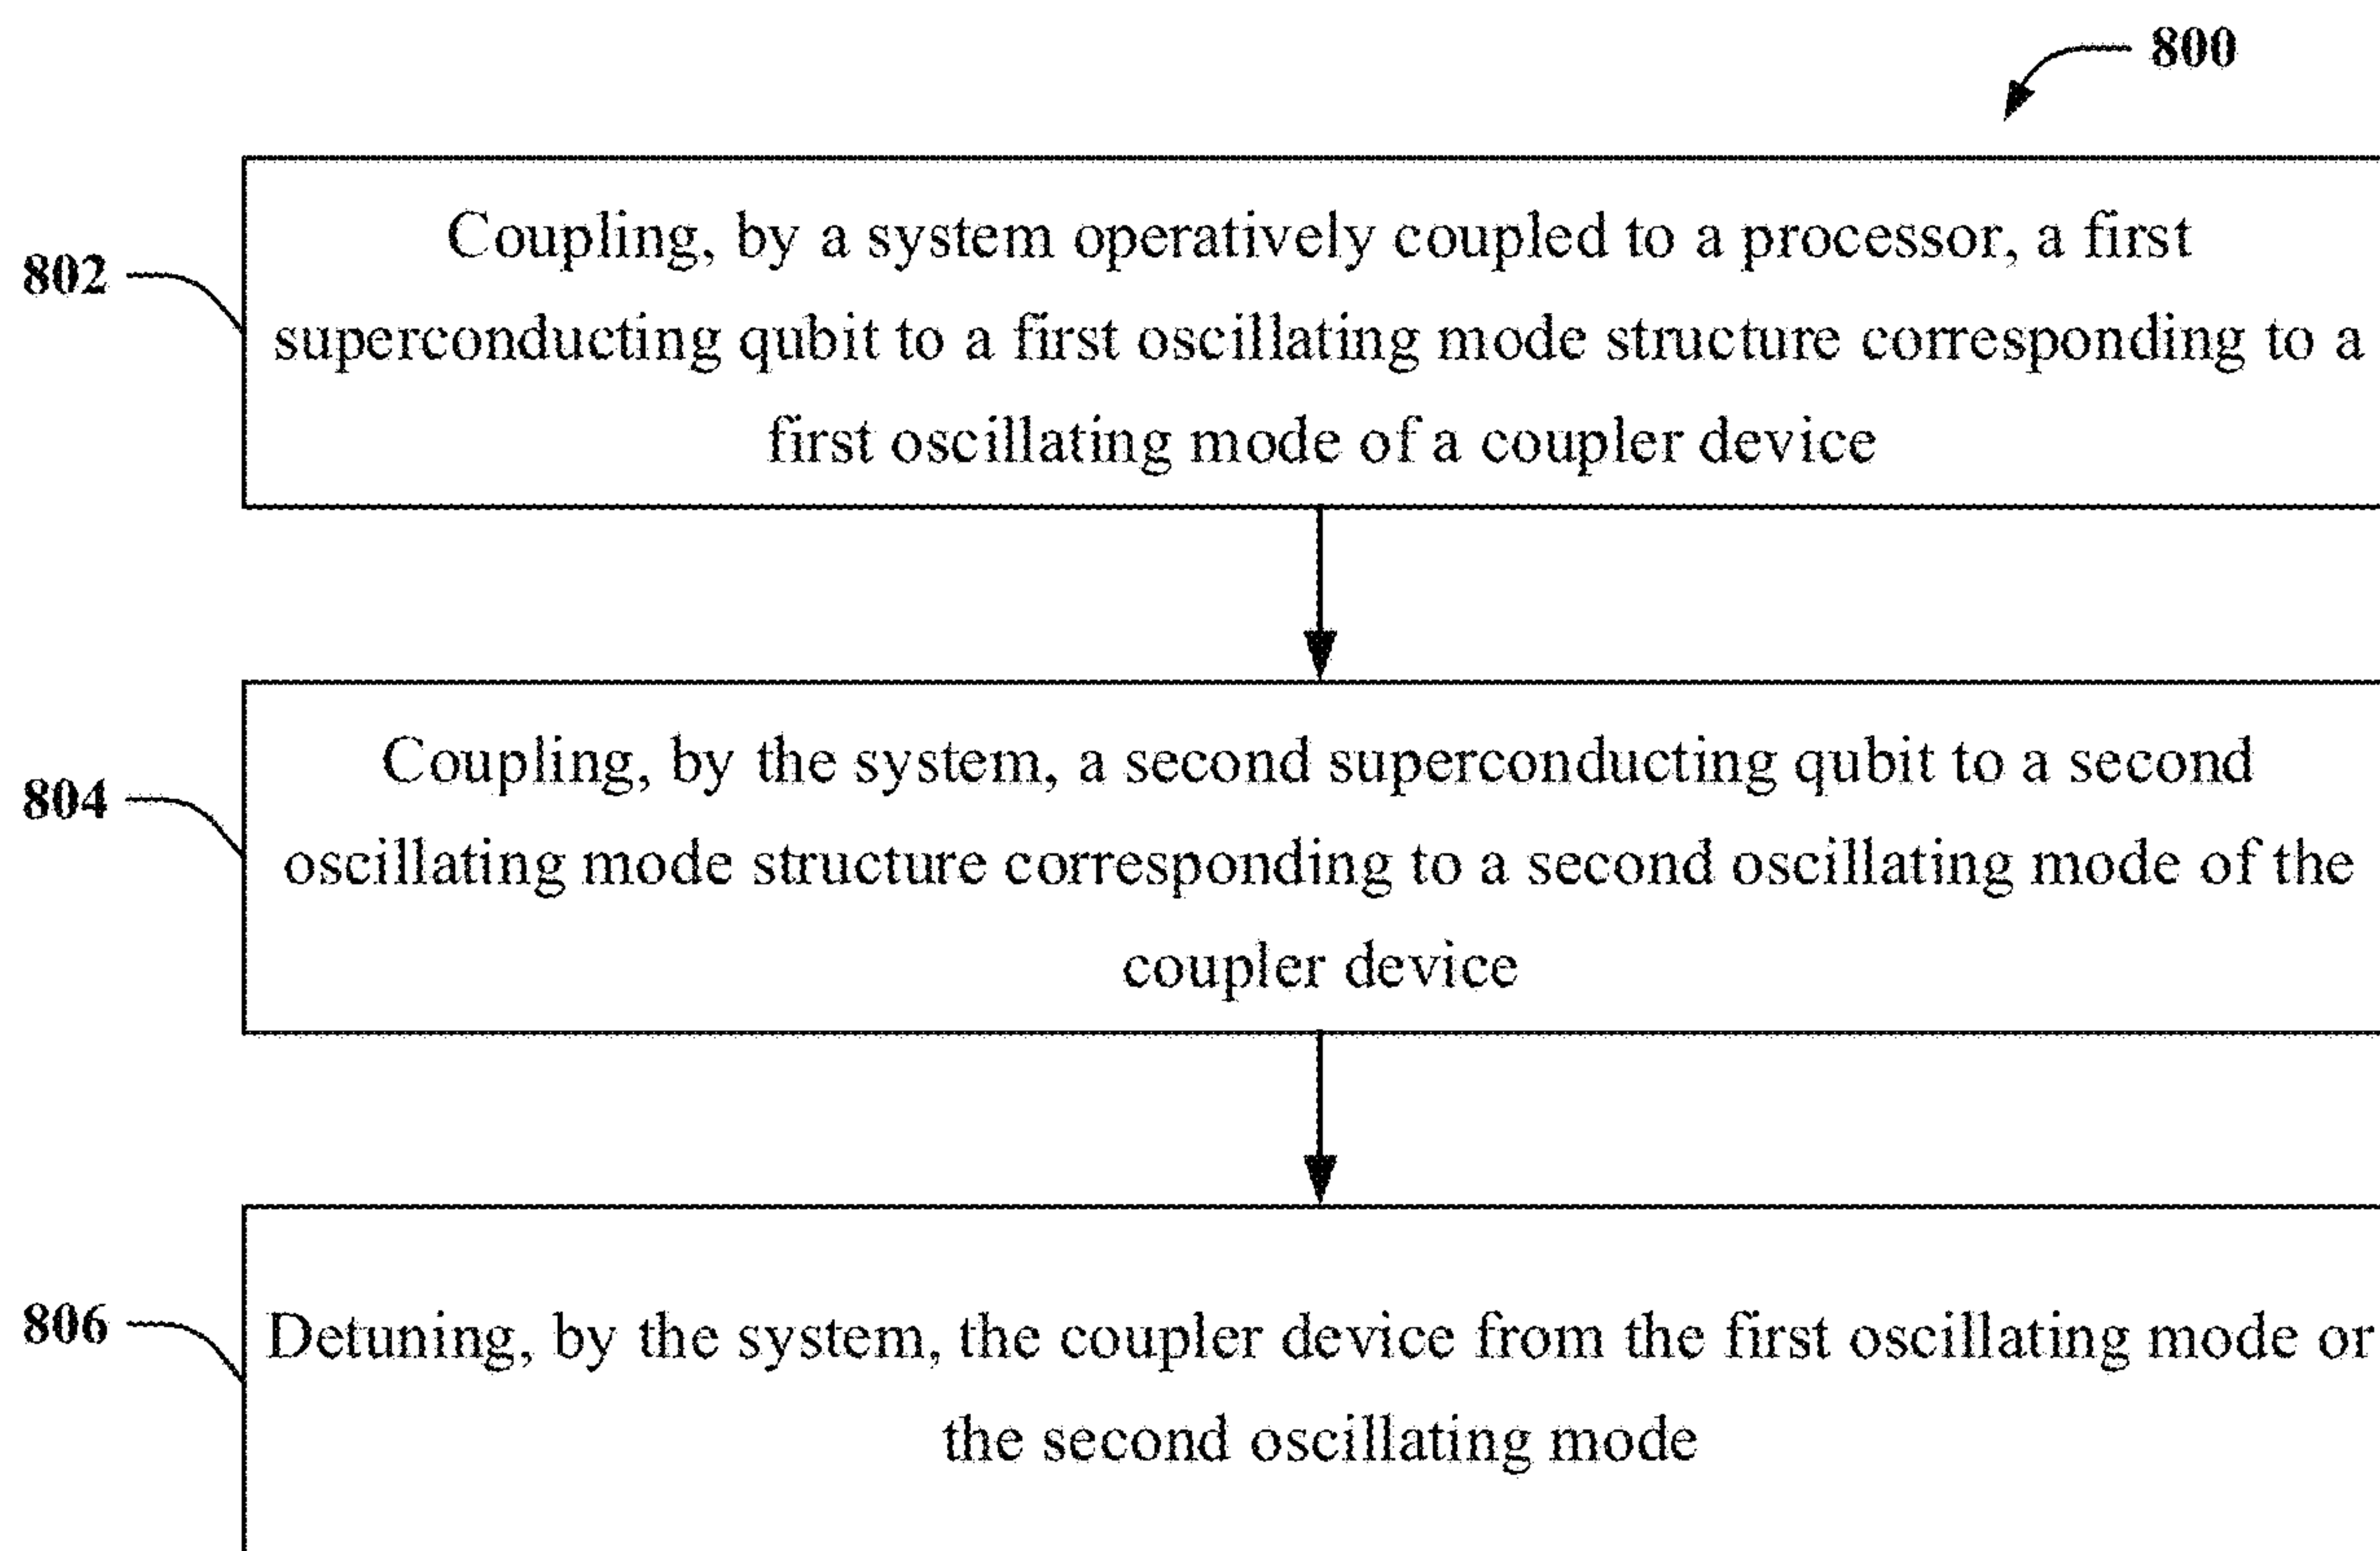 800
802
Coupling, by a system operatively coupled to a processor, a first
superconducting qubit to a first oscillating mode structure corresponding to a
first oscillating mode of a coupler device
804
Coupling, by the system, a second superconducting qubit to a second
oscillating mode structure corresponding to a second oscillating mode of the
coupler device
806
Detuning, by the system, the coupler device from the first oscillating mode or
the second oscillating mode